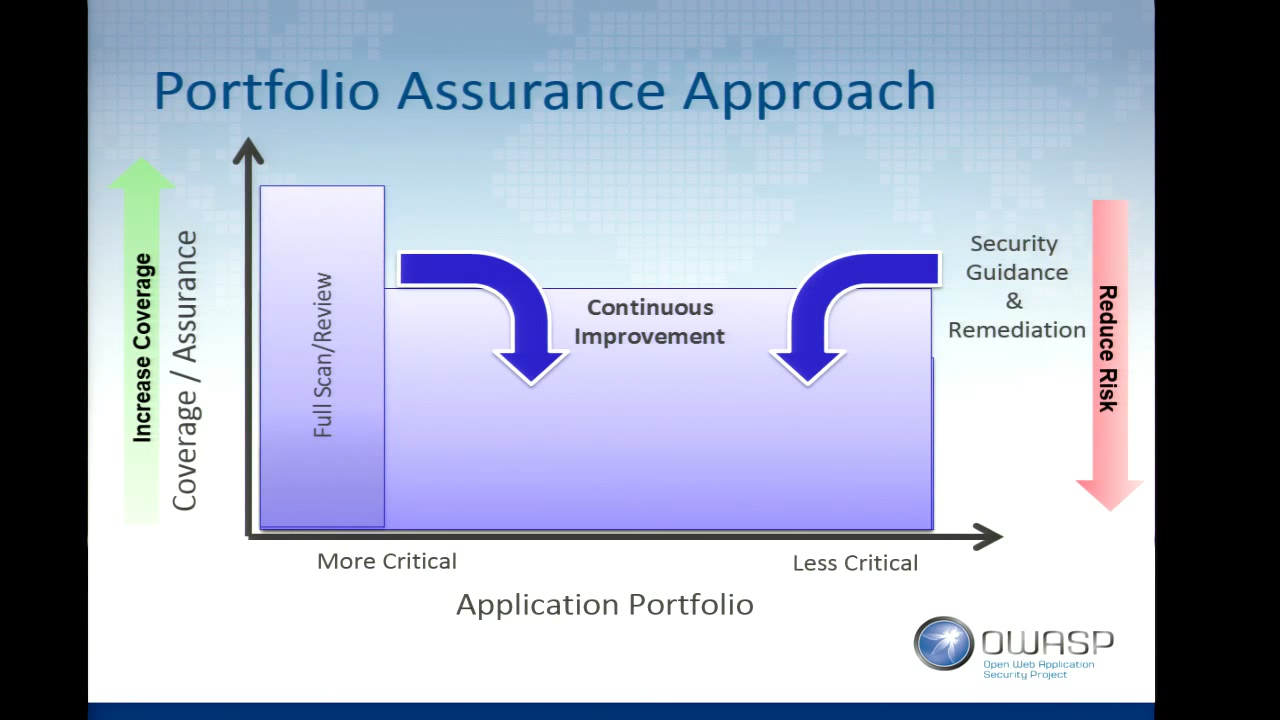 Portfolio Assurance Approach
Increase Coverage
Coverage / Assurance
Full Scan/Review
Continuous
Improvement
Security
Guidance
&
Remediation
Reduce Risk
More Critical
Less Critical
Application Portfolio
OWASP
Open Web Application
Security Project